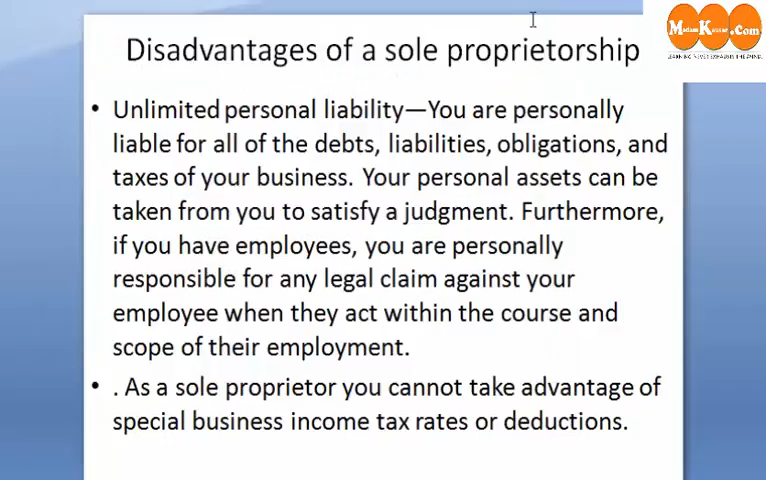 Disadvantages of a sole proprietorship
• Unlimited personal liability—You are personally
liable for all of the debts, liabilities, obligations, and
taxes of your business. Your personal assets can be
taken from you to satisfy a judgment. Furthermore,
if you have employees, you are personally
responsible for any legal claim against your
employee when they act within the course and
scope of their employment.
• . As a sole proprietor you cannot take advantage of
special business income tax rates or deductions.
.Com